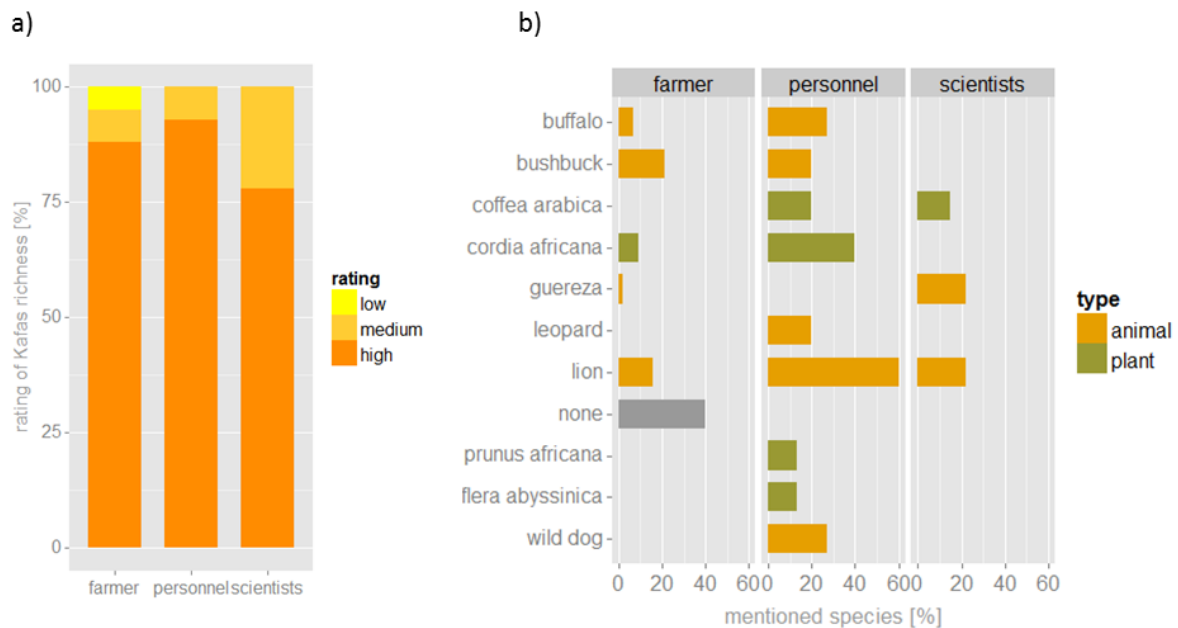 a)
rating of Kafas richness [%]
100
75
50
25
0
farmer personnel scientists
rating
low
medium
high
b)
farmer personnel scientists
buffalo
bushbuck
coffea arabica
cordia africana
guereza
leopard
lion
none
prunus africana
flera abyssinica
wild dog
0 20 40 60 0 20 40 60 0 20 40 60
mentioned species [%]
type
animal
plant